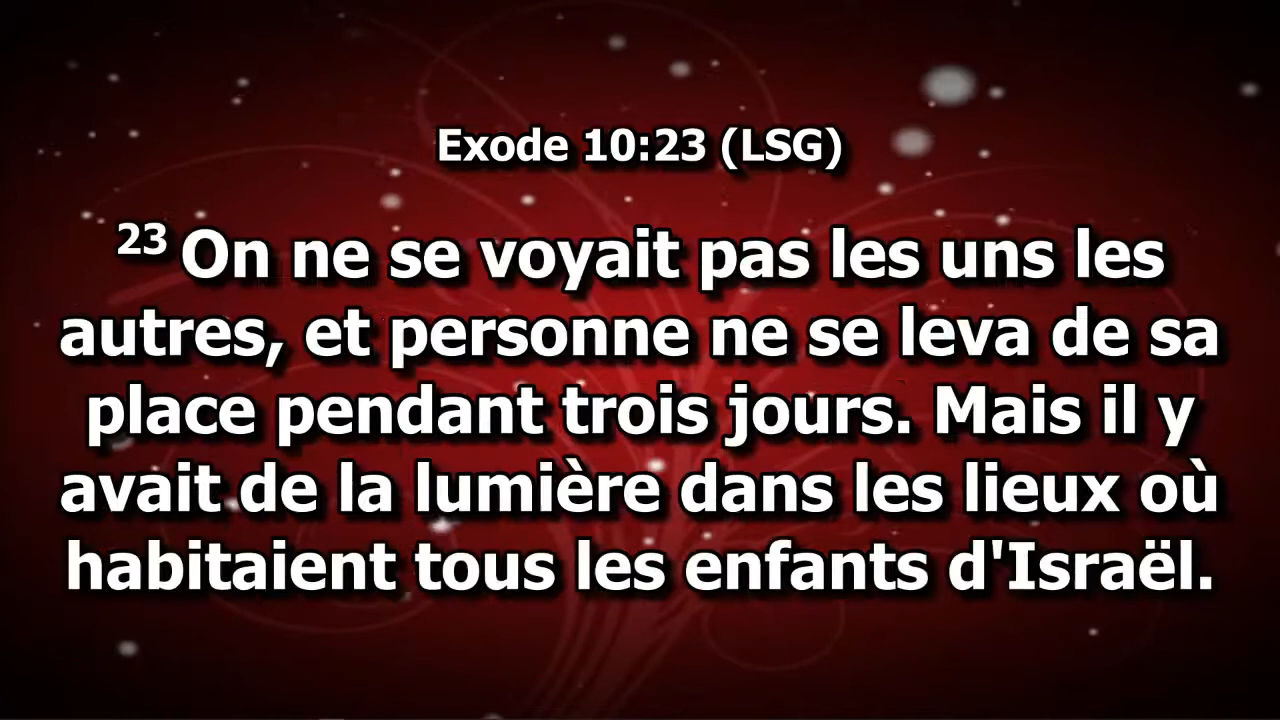 Exode 10:23 (LSG)
23 On ne se voyait pas les uns les
autres, et personne ne se leva de sa
place pendant trois jours. Mais il y
avait de la lumière dans les lieux où
habitaient tous les enfants d'Israël.